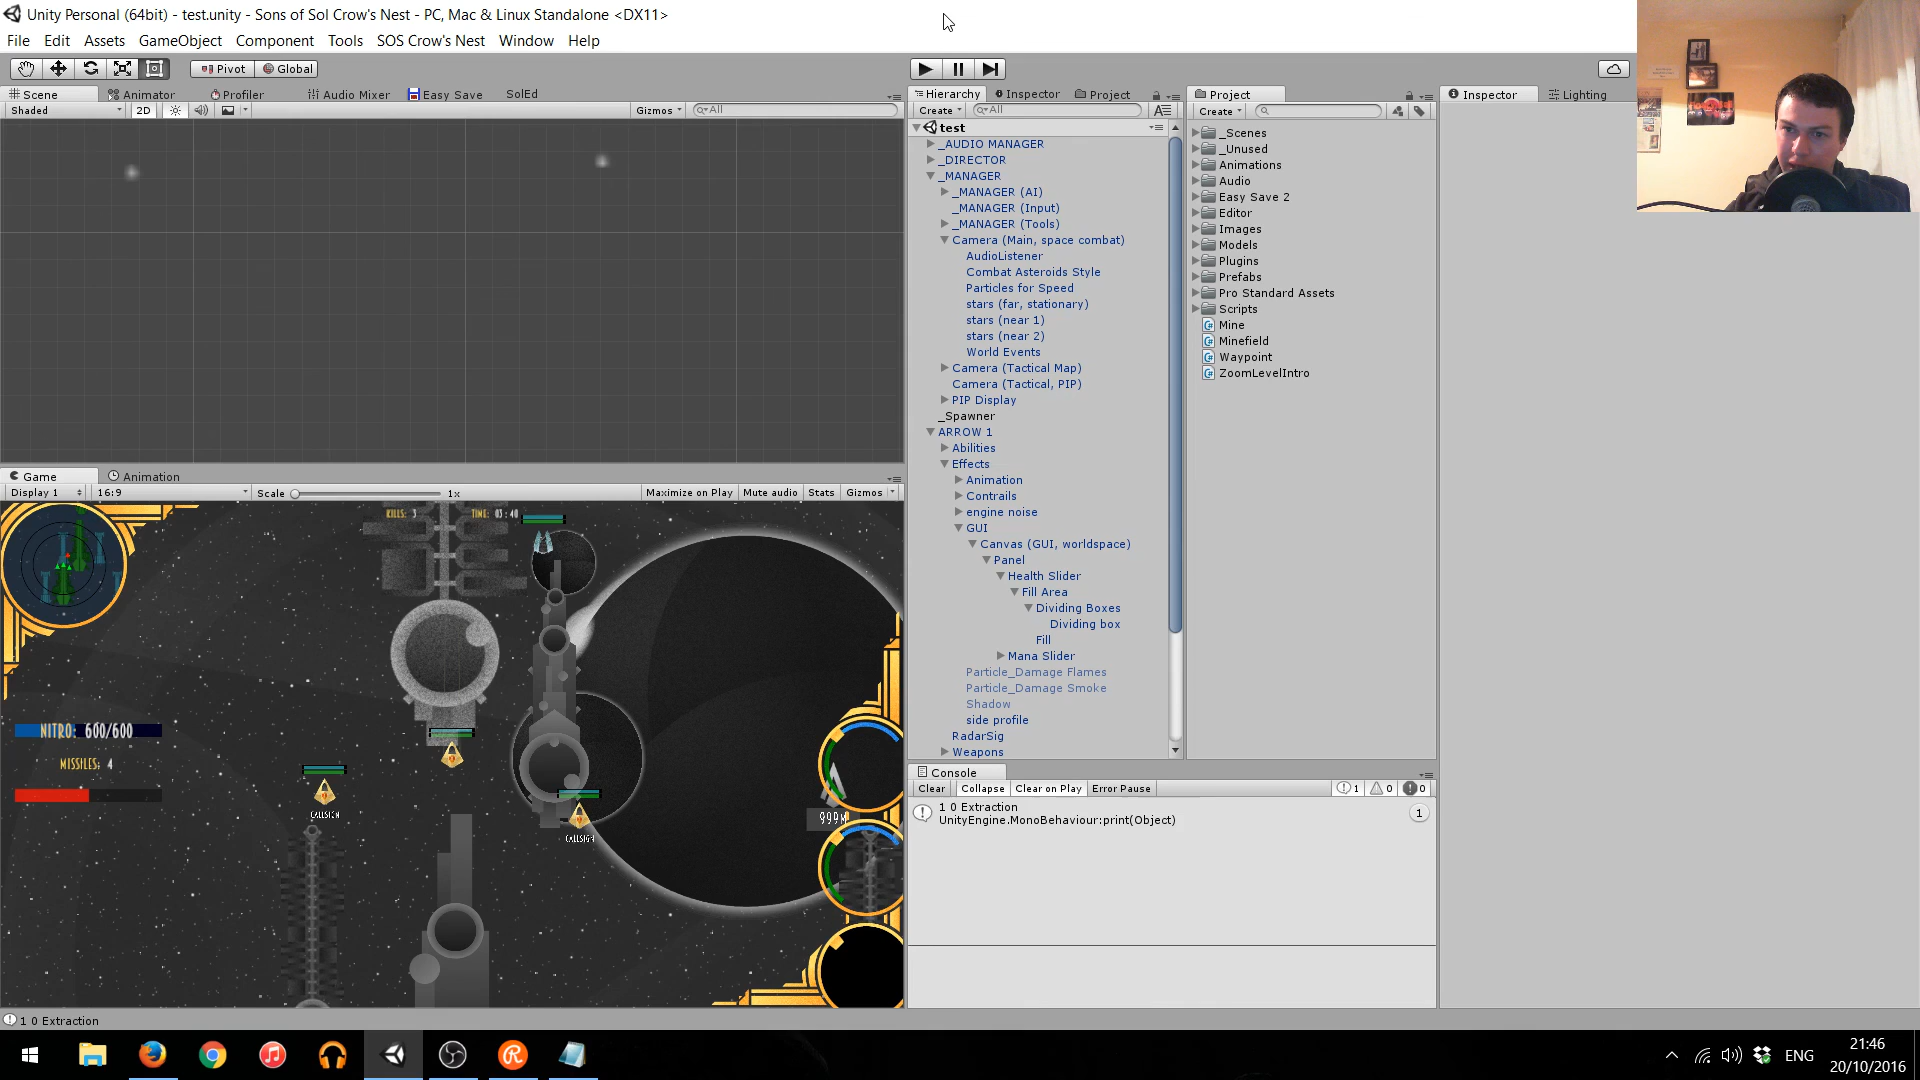 Unity Personal (64bit) - test.unity - Sons of Sol Crow's Nest - PC, Mac & Linux Standalone <DX11>
File Edit Assets GameObject Component Tools SOS Crow's Nest Window Help
Pivot Global
Scene Animator Profiler Audio Mixer Easy Save SolEd
Shaded 2D Gizmos All
Hierarchy Inspector Project
Create All
test
_AUDIO MANAGER
_DIRECTOR
_MANAGER
_MANAGER (AI)
_MANAGER (Input)
_MANAGER (Tools)
Camera (Main, space combat)
AudioListener
Combat Asteroids Style
Particles for Speed
stars (far, stationary)
stars (near 1)
stars (near 2)
World Events
Camera (Tactical Map)
Camera (Tactical, PIP)
PIP Display
_Spawner
ARROW 1
Abilities
Effects
Animation
Contrails
engine noise
GUI
Canvas (GUI, worldspace)
Panel
Health Slider
Fill Area
Dividing Boxes
Dividing box
Fill
Mana Slider
Particle_Damage Flames
Particle_Damage Smoke
Shadow
side profile
RadarSig
Weapons
Project
Create
_Scenes
_Unused
Animations
Audio
Easy Save 2
Editor
Images
Models
Plugins
Prefabs
Pro Standard Assets
Scripts
Mine
Minefield
Waypoint
ZoomLevelIntro
Inspector Lighting
Game Animation
Display 1 16:9 Scale 1x Maximize on Play Mute audio Stats Gizmos
KILLS: 3 TIME: 03:40
NITRO: 600/600
MISSILES: 4
CALLSIGN
CALLSIGN
999M
Console
Clear Collapse Clear on Play Error Pause 1 0 0
1 0 Extraction
UnityEngine.MonoBehaviour:print(Object)
1
1 0 Extraction
ENG
21:46
20/10/2016